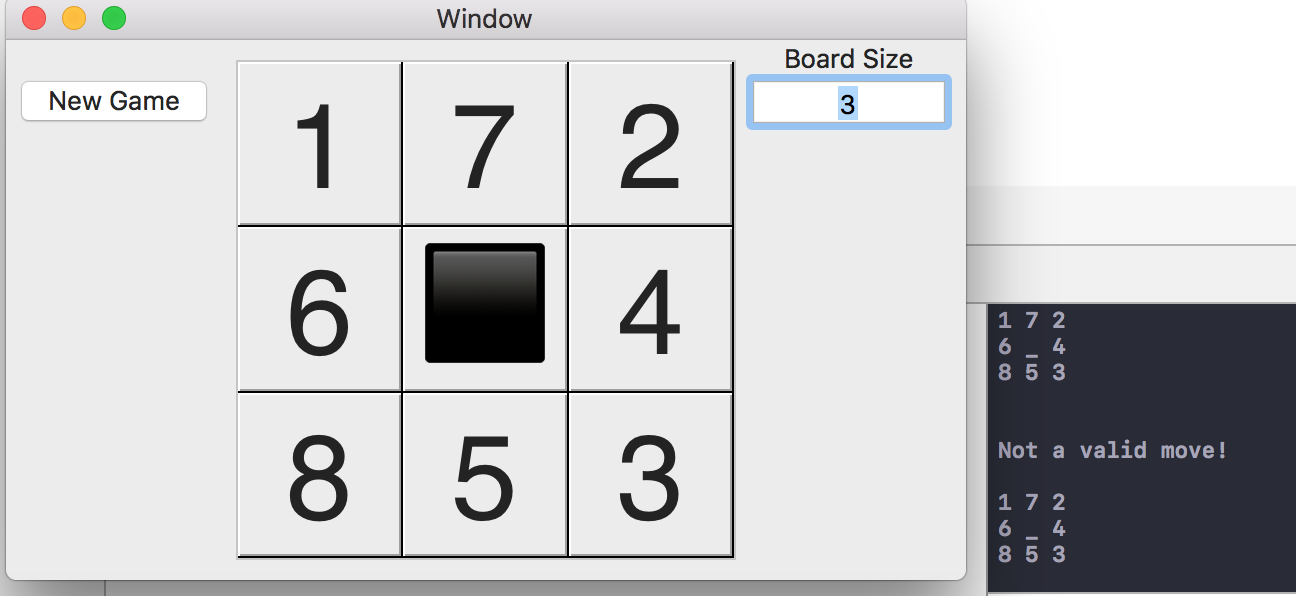 Window
New Game
Board Size
3
1 7 2
6 4
8 5 3
1 7 2
6 _ 4
8 5 3
Not a valid move!
1 7 2
6 _ 4
8 5 3